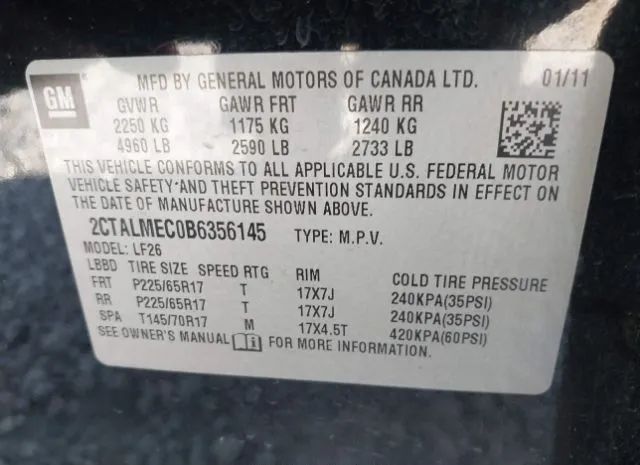 GM
MFD BY GENERAL MOTORS OF CANADA LTD. 01/11
GVWR GAWR FRT GAWR RR
2250 KG 1175 KG 1240 KG
4960 LB 2590 LB 2733 LB
THIS VEHICLE CONFORMS TO ALL APPLICABLE U.S. FEDERAL MOTOR
VEHICLE SAFETY AND THEFT PREVENTION STANDARDS IN EFFECT ON
THE DATE OF MANUFACTURE SHOWN ABOVE.
2CTALMEC0B6356145 TYPE: M.P.V.
MODEL: LF26
LBBD TIRE SIZE SPEED RTG RIM COLD TIRE PRESSURE
FRT P225/65R17 T 17X7J 240KPA(35PSI)
RR P225/65R17 T 17X7J 240KPA(35PSI)
SPA T145/70R17 M 17X4.5T 420KPA(60PSI)
SEE OWNER'S MANUAL FOR MORE INFORMATION.